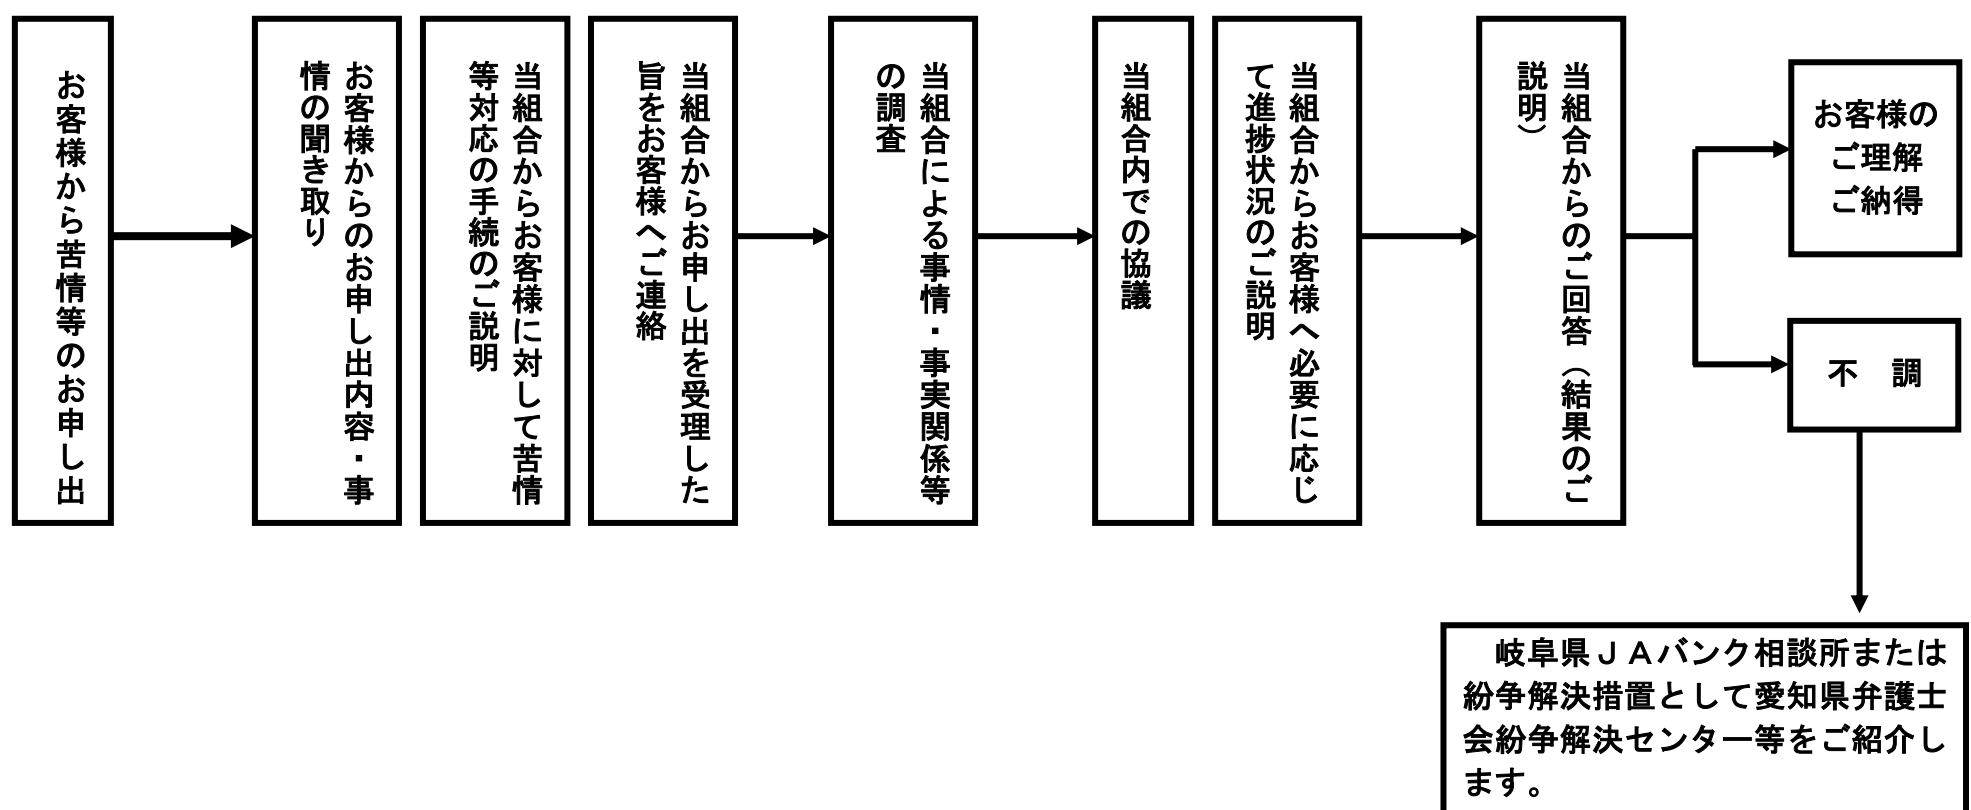 お客様から苦情等のお申し出
お客様からのお申し出内容・事
情の聞き取り
当組合からお客様に対して苦情
等対応の手続のご説明
当組合からお申し出を受理した
旨をお客様へご連絡
当組合による事情・事実関係等
の調査
当組合内での協議
当組合からお客様へ必要に応じ
て進捗状況のご説明
当組合からのご回答（結果のご
説明）
お客様の
ご理解
ご納得
不　調
岐阜県ＪＡバンク相談所または
紛争解決措置として愛知県弁護士
会紛争解決センター等をご紹介し
ます。